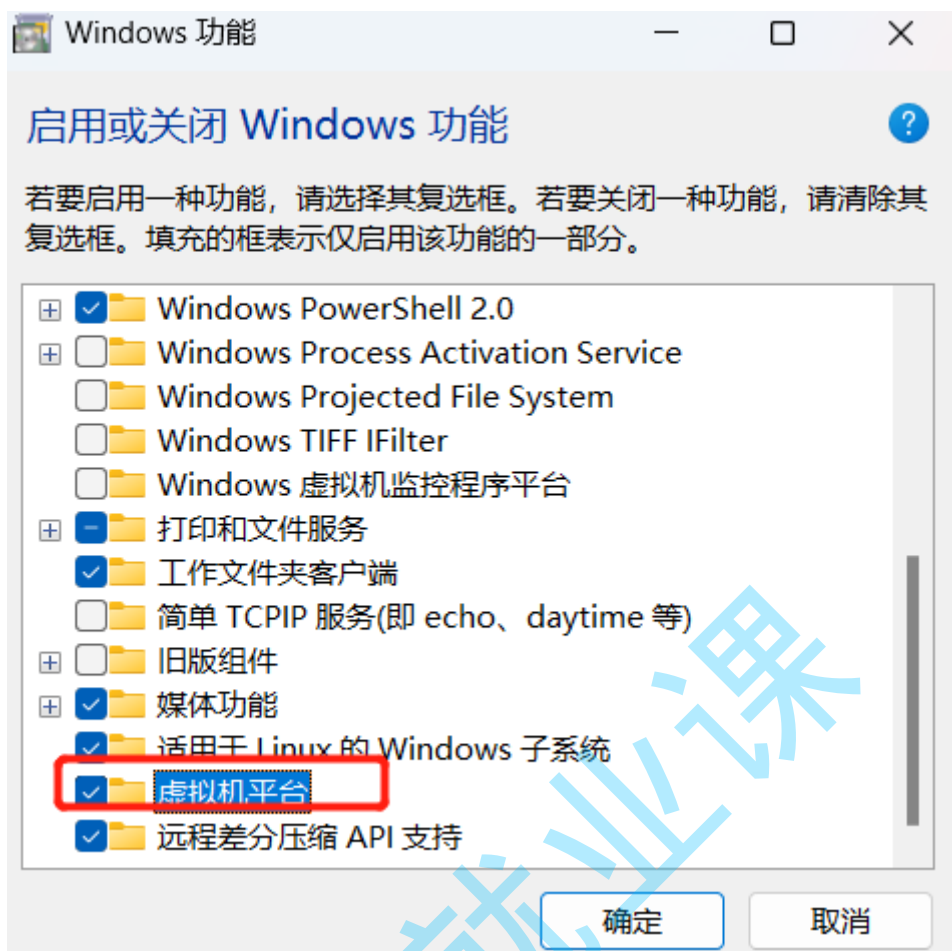 Windows 功能
启用或关闭 Windows 功能
?
若要启用一种功能，请选择其复选框。若要关闭一种功能，请清除其
复选框。填充的框表示仅启用该功能的一部分。
Windows PowerShell 2.0
Windows Process Activation Service
Windows Projected File System
Windows TIFF IFilter
Windows 虚拟机监控程序平台
打印和文件服务
工作文件夹客户端
简单 TCPIP 服务(即 echo、daytime 等)
旧版组件
媒体功能
适用于 Linux 的 Windows 子系统
虚拟机平台
远程差分压缩 API 支持
确定
取消
就业课